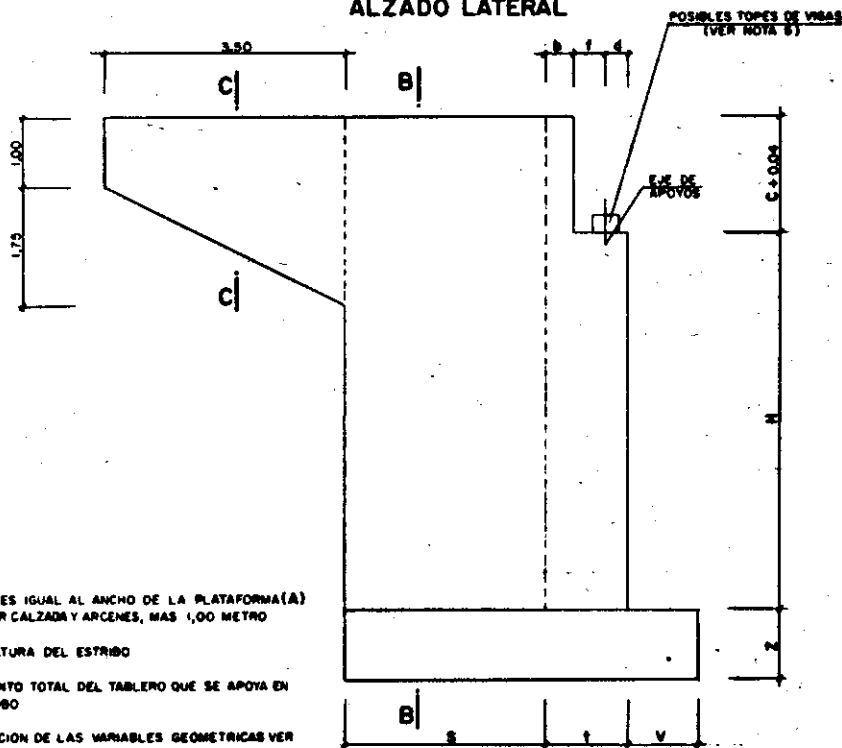 ALZADO LATERAL
POSIBLES TOPES DE VIGAS
(VER NOTA 5)
3,50
b f d
C B
1,00
1,75
C + 0.04
EJE DE
APOYOS
C
H
ES IGUAL AL ANCHO DE LA PLATAFORMA (A)
R CALZADA Y ARCENES, MAS 1,00 METRO
TURA DEL ESTRIBO
NTO TOTAL DEL TABLERO QUE SE APOYA EN
BO
CION DE LAS VARIABLES GEOMETRICAS VER
Z
B
s t v